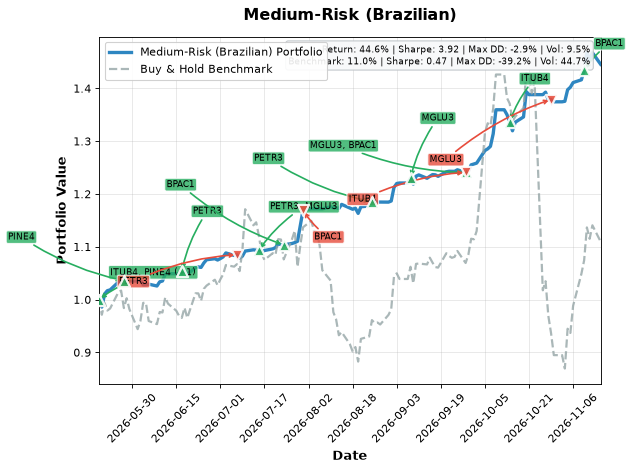 Medium-Risk (Brazilian)
BPAC1
Medium-Risk (Brazilian) Portfolio
Buy & Hold Benchmark
eturn: 44.6% | Sharpe: 3.92 | Max DD: -2.9% | Vol: 9.5%
Benchmark: 11.0% | Sharpe: 0.47 | Max DD: -39.2% | Vol: 44.7%
ITUB4
MGLU3
MGLU3, BPAC1
PETR3
MGLU3
BPAC1
ITUB4
PETR3
PETR3, MGLU3
PINE4
BPAC1
ITUB4, PINE4
PETR3
Portfolio Value
1.4
1.3
1.2
1.1
1.0
0.9
2026-05-30
2026-06-15
2026-07-01
2026-07-17
2026-08-02
2026-08-18
2026-09-03
2026-09-19
2026-10-05
2026-10-21
2026-11-06
Date